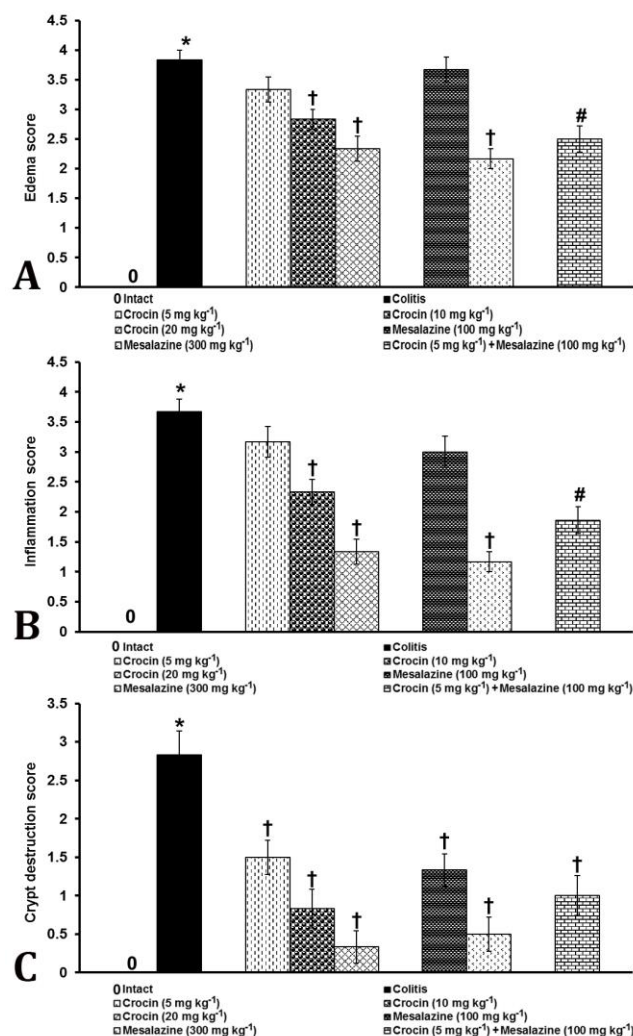 4.5
4
3.5
3
2.5
2
1.5
1
0.5
0
Edema score
A
0
*
†
†
†
#
0 Intact
Colitis
Crocin (5 mg kg⁻¹)
Crocin (10 mg kg⁻¹)
Crocin (20 mg kg⁻¹)
Mesalazine (100 mg kg⁻¹)
Mesalazine (300 mg kg⁻¹)
Crocin (5 mg kg⁻¹) + Mesalazine (100 mg kg⁻¹)
4.5
4
3.5
3
2.5
2
1.5
1
0.5
0
Inflammation score
B
0
*
†
†
†
#
0 Intact
Colitis
Crocin (5 mg kg⁻¹)
Crocin (10 mg kg⁻¹)
Crocin (20 mg kg⁻¹)
Mesalazine (100 mg kg⁻¹)
Mesalazine (300 mg kg⁻¹)
Crocin (5 mg kg⁻¹) + Mesalazine (100 mg kg⁻¹)
3.5
3
2.5
2
1.5
1
0.5
0
Crypt destruction score
C
0
*
†
†
†
†
†
†
0 Intact
Colitis
Crocin (5 mg kg⁻¹)
Crocin (10 mg kg⁻¹)
Crocin (20 mg kg⁻¹)
Mesalazine (100 mg kg⁻¹)
Mesalazine (300 mg kg⁻¹)
Crocin (5 mg kg⁻¹) + Mesalazine (100 mg kg⁻¹)